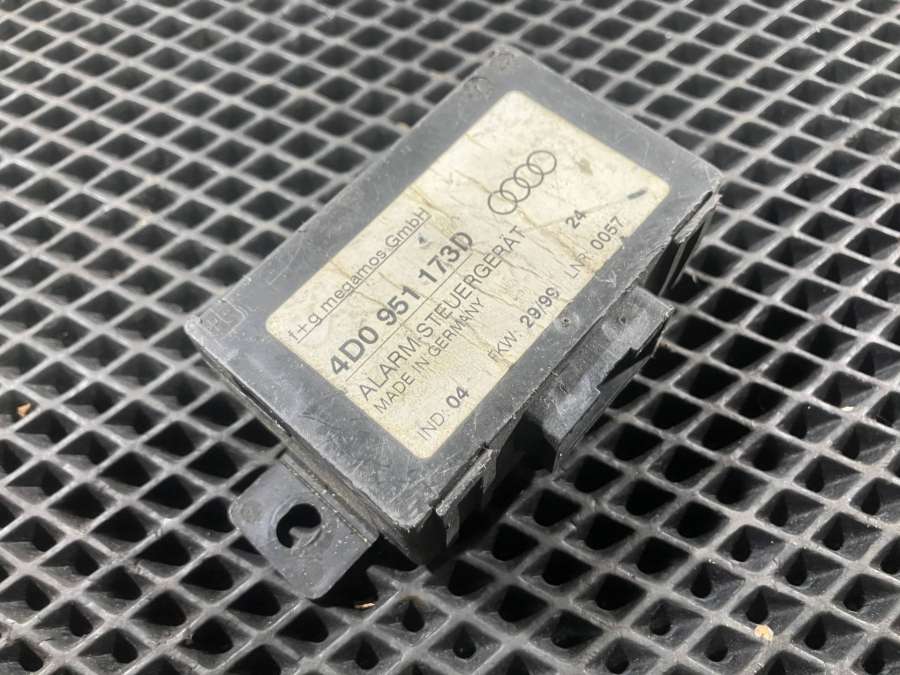 f+g megamos GmbH
4D0 951 173D
ALARM-STEUERGERÄT
MADE IN GERMANY 24
IND: 04 FKW: 29/99 LNR: 0057